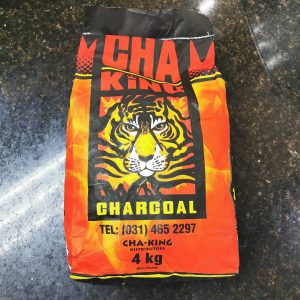 CHA
KING
CHARCOAL
TEL: (031) 465 2297
CHA-KING
DISTRIBUTORS
4 kg